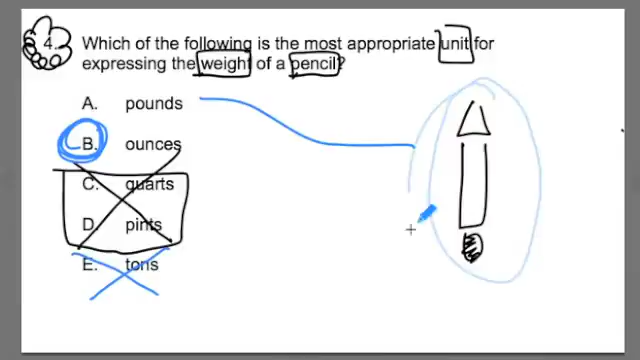 4. Which of the following is the most appropriate unit for
expressing the weight of a pencil?
A. pounds
B. ounces
C. quarts
D. pints
E. tons